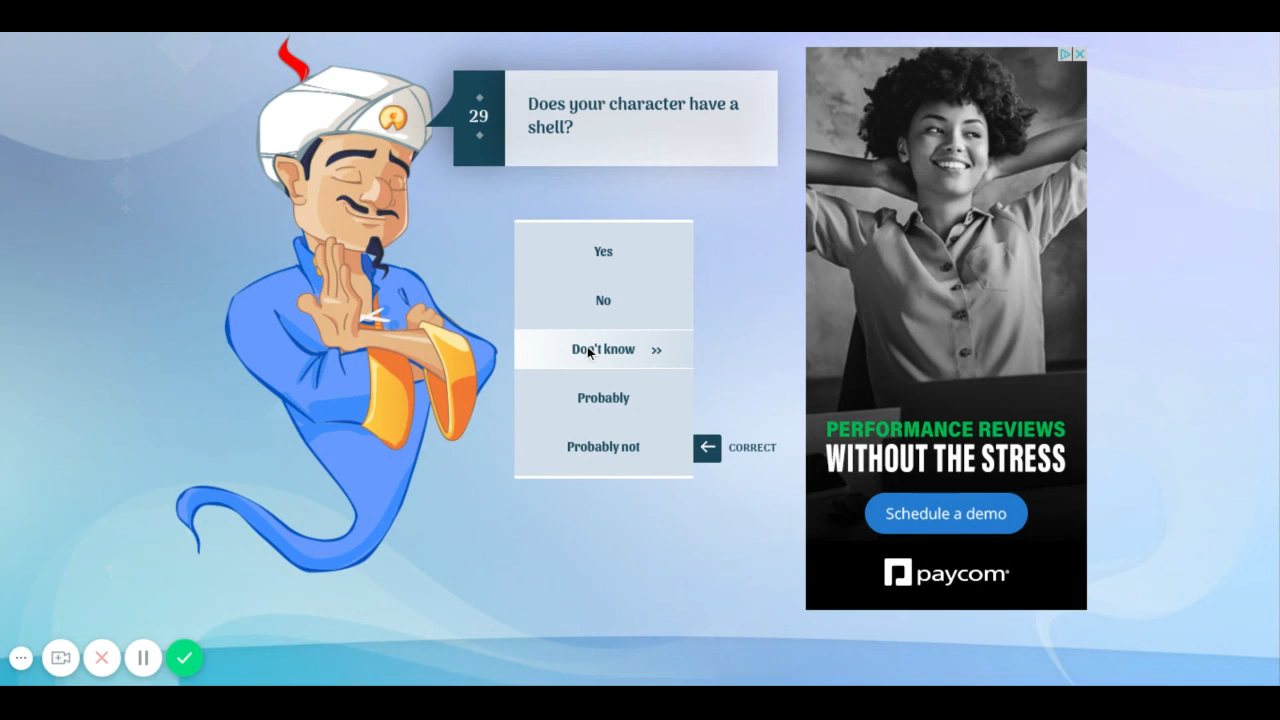 29
Does your character have a
shell?
Yes
No
Don't know
Probably
Probably not
CORRECT
PERFORMANCE REVIEWS
WITHOUT THE STRESS
Schedule a demo
paycom